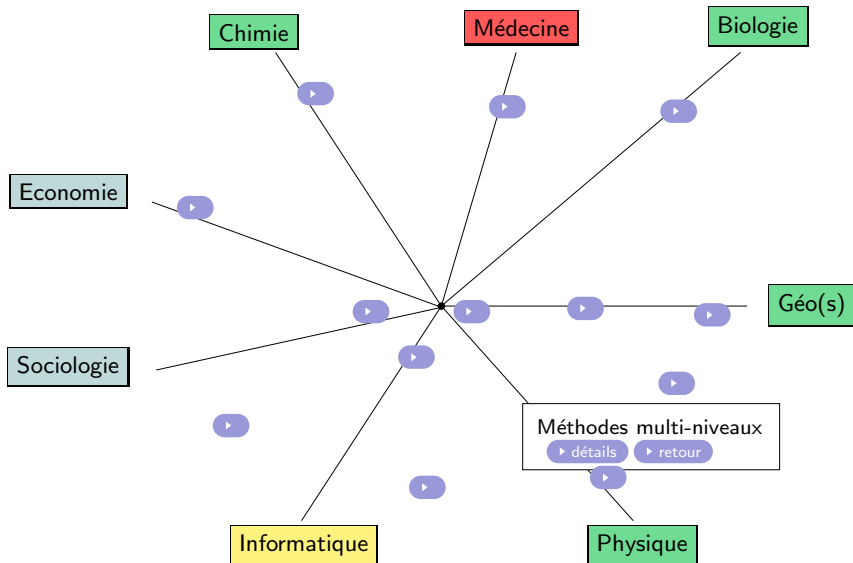 Chimie
Médecine
Biologie
Economie
Géo(s)
Sociologie
Méthodes multi-niveaux
détails
retour
Informatique
Physique